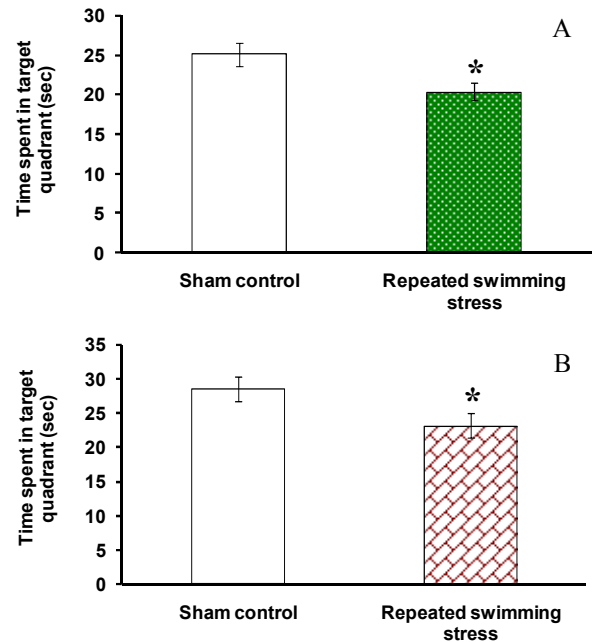 A
Time spent in target
quadrant (sec)
30
25
20
15
10
5
0
*
Sham control
Repeated swimming
stress
B
Time spent in target
quadrant (sec)
35
30
25
20
15
10
5
0
*
Sham control
Repeated swimming
stress